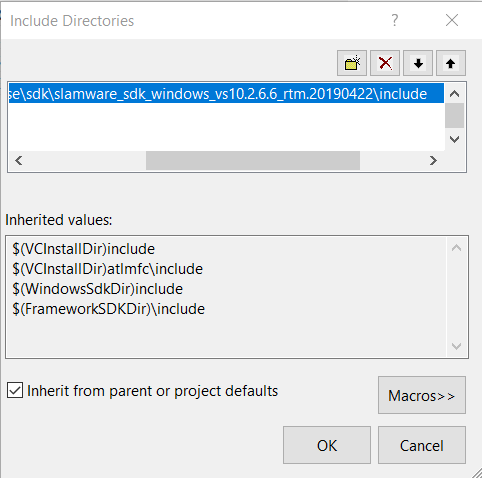 Include Directories
se\sdk\slamware_sdk_windows_vs10.2.6.6_rtm.20190422\include
Inherited values:
$(VCInstallDir)include
$(VCInstallDir)atlmfc\include
$(WindowsSdkDir)include
$(FrameworkSDKDir)\include
Inherit from parent or project defaults
Macros>>
OK
Cancel